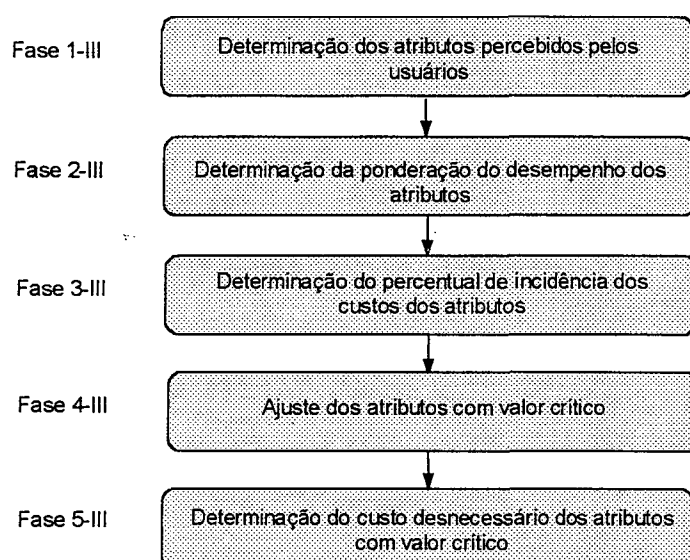 Fase 1-III
Determinação dos atributos percebidos pelos
usuários
Fase 2-III
Determinação da ponderação do desempenho dos
atributos
Fase 3-III
Determinação do percentual de incidência dos
custos dos atributos
Fase 4-III
Ajuste dos atributos com valor crítico
Fase 5-III
Determinação do custo desnecessário dos atributos
com valor crítico